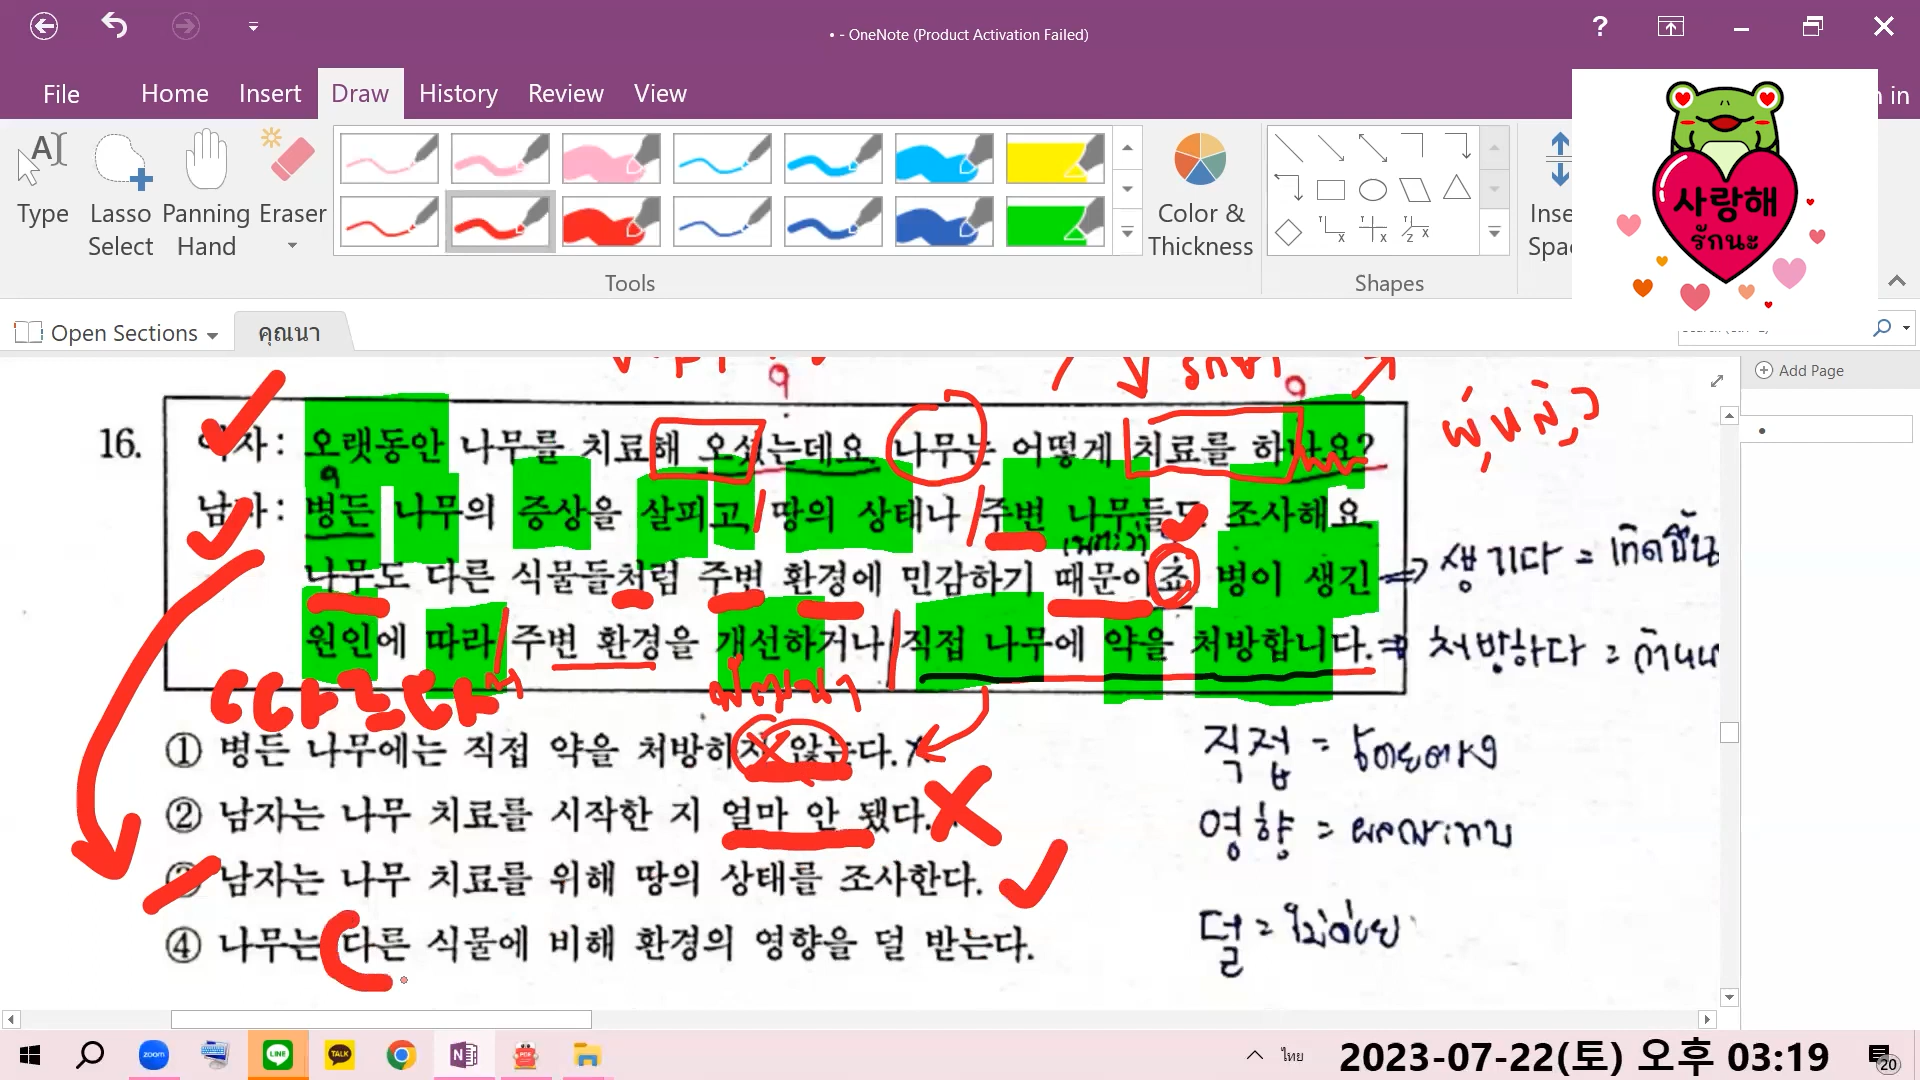 • - OneNote (Product Activation Failed)
?
File Home Insert Draw History Review View
in
Type
Lasso Select
Panning Hand
Eraser
Color & Thickness
Tools
Shapes
사랑해
รักนะ
Open Sections
คุณนา
Add Page
16. 여자: 오랫동안 나무를 치료해 오셨는데요. 나무는 어떻게 치료를 하나요?
남자: 병든 나무의 증상을 살피고, 땅의 상태나 주변 나무들도 조사해요.
나무도 다른 식물들처럼 주변 환경에 민감하기 때문이죠. 병이 생긴
원인에 따라 주변 환경을 개선하거나 직접 나무에 약을 처방합니다.
⇒ 생기다 = เกิดขึ้น
⇒ 처방하다 =
① 병든 나무에는 직접 약을 처방하지 않는다.
② 남자는 나무 치료를 시작한 지 얼마 안 됐다.
③ 남자는 나무 치료를 위해 땅의 상태를 조사한다.
④ 나무는 다른 식물에 비해 환경의 영향을 덜 받는다.
직접 = โดยตรง
영향 = ผลกระทบ
덜 = ไม่ค่อย
ไทย
2023-07-22(토) 오후 03:19
20
zoom
LINE
TALK